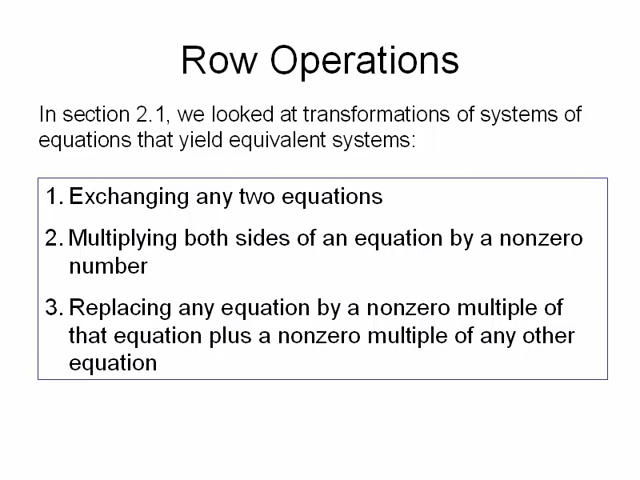 Row Operations
In section 2.1, we looked at transformations of systems of
equations that yield equivalent systems:
1. Exchanging any two equations
2. Multiplying both sides of an equation by a nonzero
number
3. Replacing any equation by a nonzero multiple of
that equation plus a nonzero multiple of any other
equation